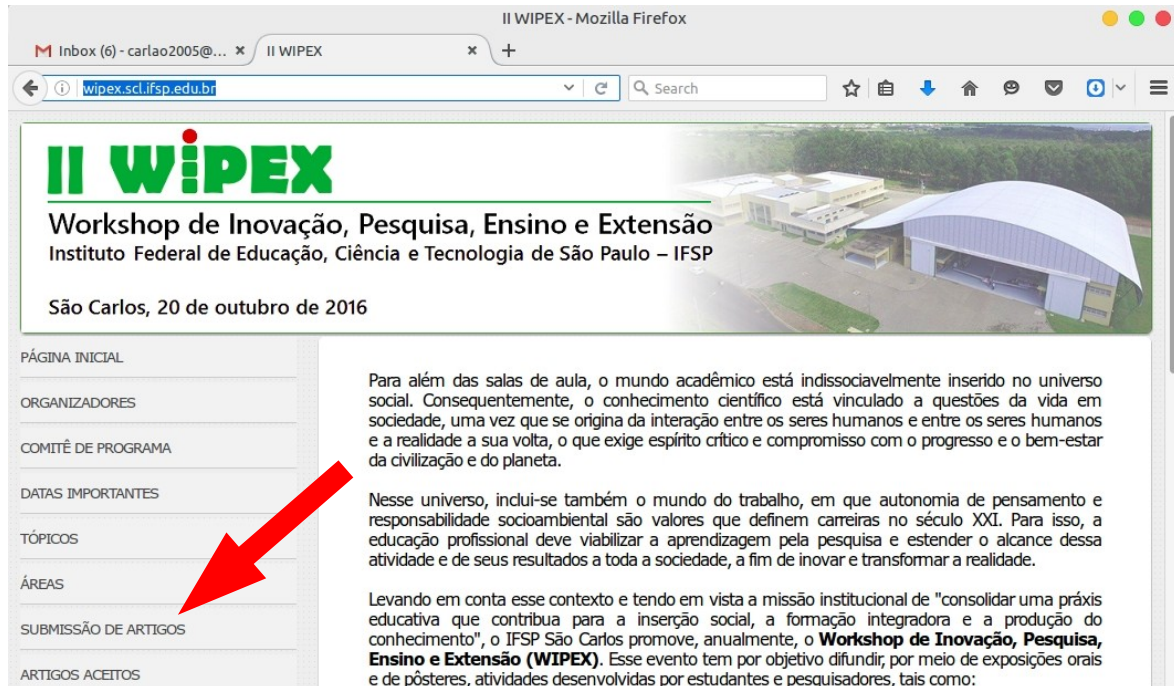 II WIPEX - Mozilla Firefox
Inbox (6) - carlao2005@...
II WIPEX
wipex.scl.ifsp.edu.br
Search
II WiPEX
Workshop de Inovação, Pesquisa, Ensino e Extensão
Instituto Federal de Educação, Ciência e Tecnologia de São Paulo – IFSP
São Carlos, 20 de outubro de 2016
PÁGINA INICIAL
ORGANIZADORES
COMITÊ DE PROGRAMA
DATAS IMPORTANTES
TÓPICOS
ÁREAS
SUBMISSÃO DE ARTIGOS
ARTIGOS ACEITOS
Para além das salas de aula, o mundo acadêmico está indissociavelmente inserido no universo
social. Consequentemente, o conhecimento científico está vinculado a questões da vida em
sociedade, uma vez que se origina da interação entre os seres humanos e entre os seres humanos
e a realidade a sua volta, o que exige espírito crítico e compromisso com o progresso e o bem-estar
da civilização e do planeta.
Nesse universo, inclui-se também o mundo do trabalho, em que autonomia de pensamento e
responsabilidade socioambiental são valores que definem carreiras no século XXI. Para isso, a
educação profissional deve viabilizar a aprendizagem pela pesquisa e estender o alcance dessa
atividade e de seus resultados a toda a sociedade, a fim de inovar e transformar a realidade.
Levando em conta esse contexto e tendo em vista a missão institucional de "consolidar uma práxis
educativa que contribua para a inserção social, a formação integradora e a produção do
conhecimento", o IFSP São Carlos promove, anualmente, o Workshop de Inovação, Pesquisa,
Ensino e Extensão (WIPEX). Esse evento tem por objetivo difundir, por meio de exposições orais
e de pôsteres, atividades desenvolvidas por estudantes e pesquisadores, tais como: